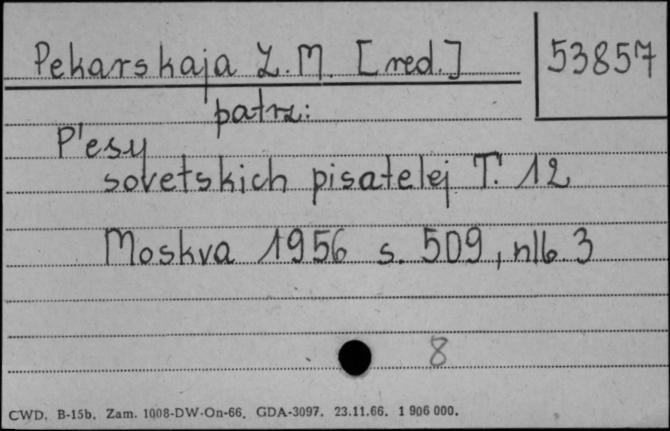 Pekarskaja Z. M. [red.]
53857
patrz:
P'esy
sovetskich pisatelej T. 12
Moskva 1956 s. 509, nlb. 3
8
CWD. B-15b. Zam. 1008-DW-On-66. GDA-3097. 23.11.66. 1 906 000.